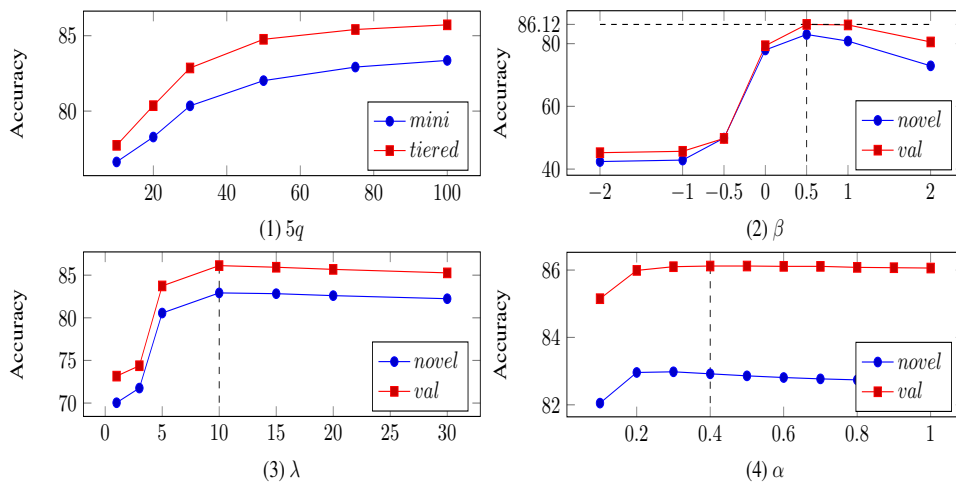 Accuracy
85
80
mini
tiered
20 40 60 80 100
(1) 5q
Accuracy
86.12
80
60
40
novel
val
−2 −1 −0.5 0 0.5 1 2
(2) β
Accuracy
85
80
75
70
novel
val
0 5 10 15 20 25 30
(3) λ
Accuracy
86
84
82
novel
val
0.2 0.4 0.6 0.8 1
(4) α